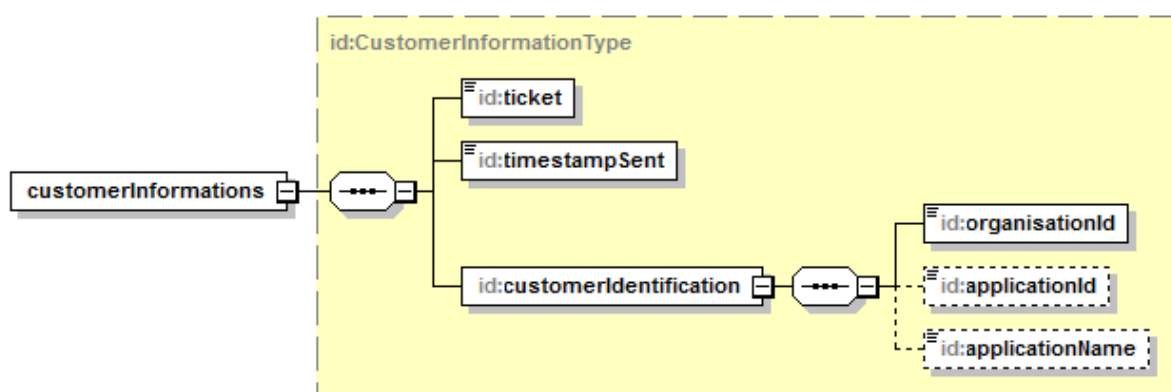 id:CustomerInformationType
id:ticket
id:timestampSent
customerInformations
id:organisationId
id:customerIdentification
id:applicationId
id:applicationName